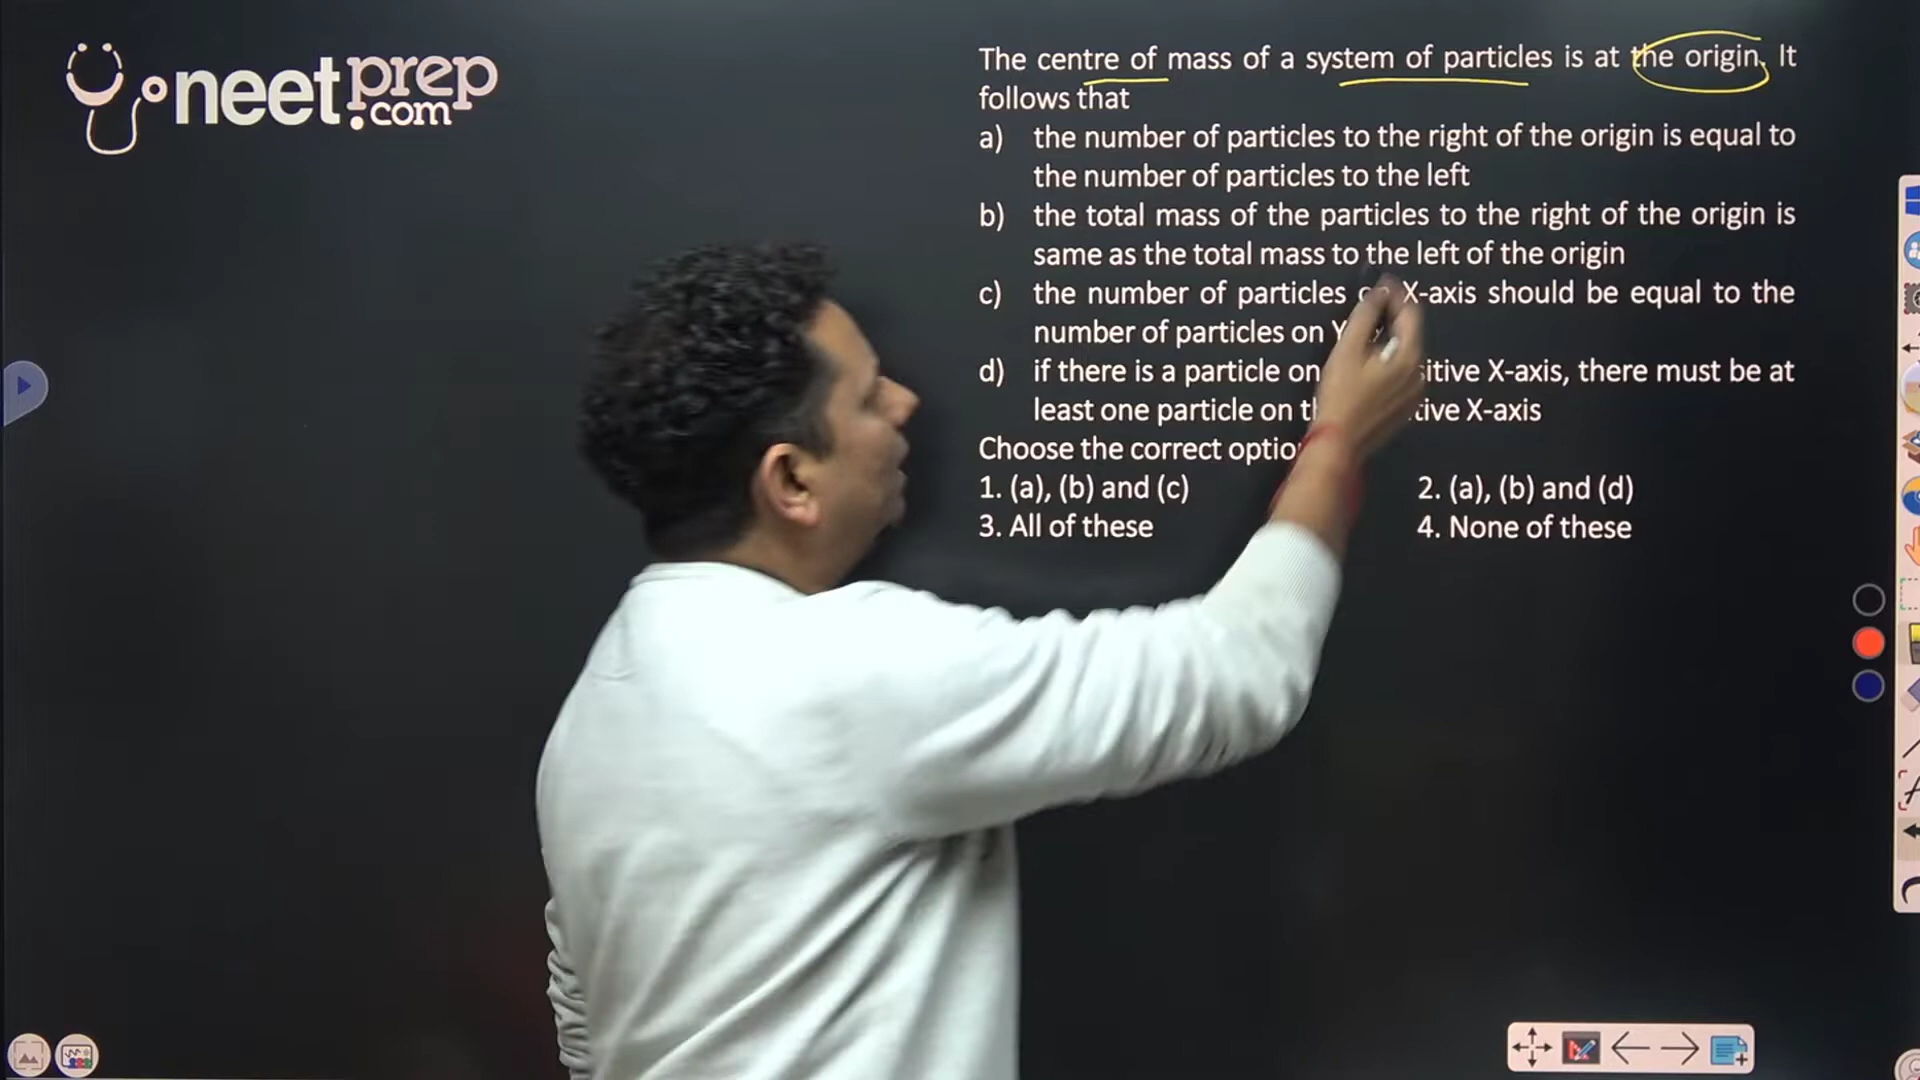 neetprep
.com
The centre of mass of a system of particles is at the origin. It
follows that
a) the number of particles to the right of the origin is equal to
the number of particles to the left
b) the total mass of the particles to the right of the origin is
same as the total mass to the left of the origin
c) the number of particles X-axis should be equal to the
number of particles on
d) if there is a particle on X-axis, there must be at
least one particle on X-axis
Choose the correct
1. (a), (b) and (c) 2. (a), (b) and (d)
3. All of these 4. None of these